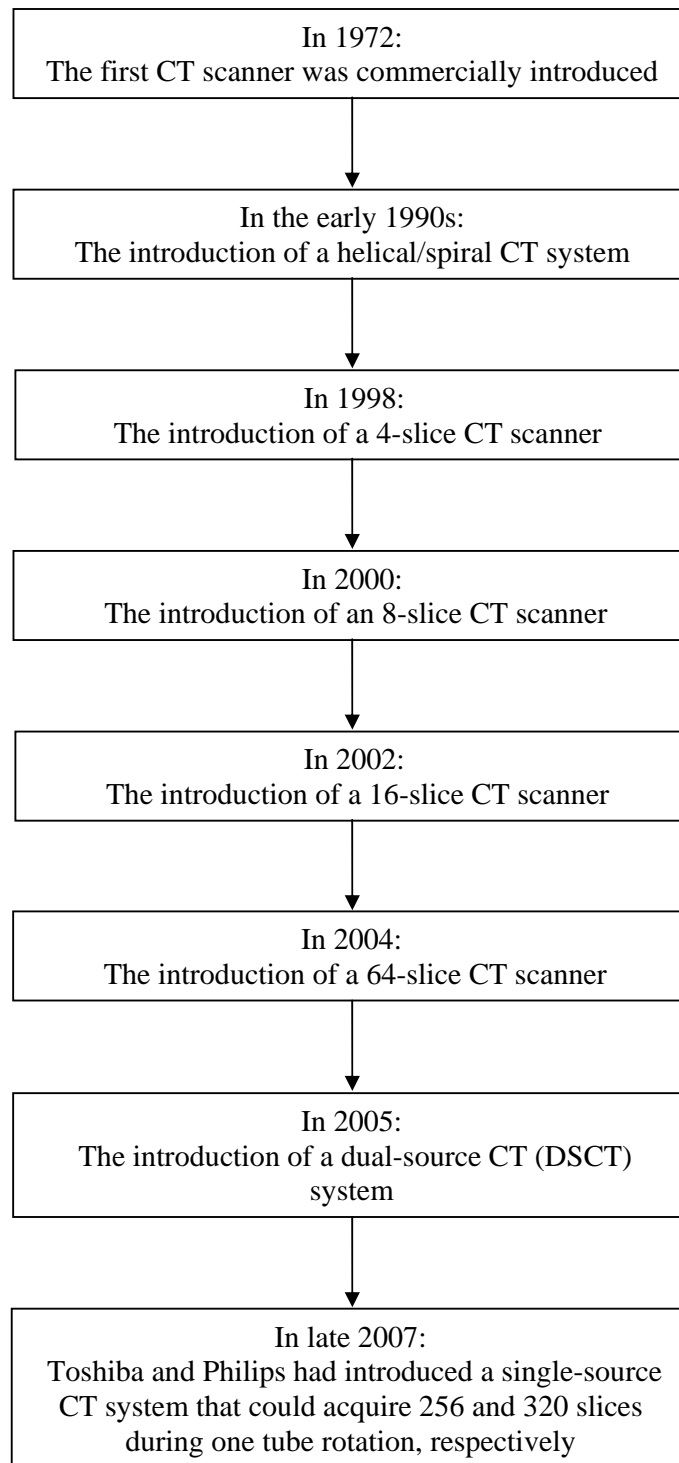 In 1972:
The first CT scanner was commercially introduced
In the early 1990s:
The introduction of a helical/spiral CT system
In 1998:
The introduction of a 4-slice CT scanner
In 2000:
The introduction of an 8-slice CT scanner
In 2002:
The introduction of a 16-slice CT scanner
In 2004:
The introduction of a 64-slice CT scanner
In 2005:
The introduction of a dual-source CT (DSCT)
system
In late 2007:
Toshiba and Philips had introduced a single-source
CT system that could acquire 256 and 320 slices
during one tube rotation, respectively